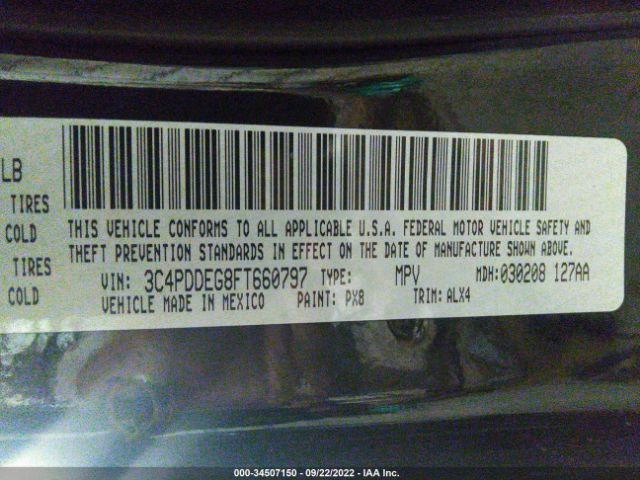 LB
TIRES
COLD
TIRES
COLD
THIS VEHICLE CONFORMS TO ALL APPLICABLE U.S.A. FEDERAL MOTOR VEHICLE SAFETY AND
THEFT PREVENTION STANDARDS IN EFFECT ON THE DATE OF MANUFACTURE SHOWN ABOVE.
VIN: 3C4PDDEG8FT660797 TYPE: MPV MDH:030208 127AA
VEHICLE MADE IN MEXICO PAINT: PX8 TRIM: ALX4
000-34507150 - 09/22/2022 - IAA Inc.